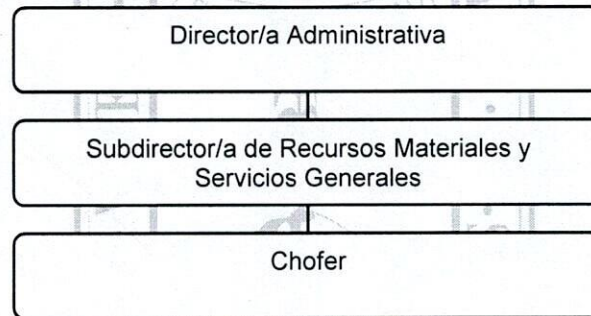 Director/a Administrativa
Subdirector/a de Recursos Materiales y
Servicios Generales
Chofer